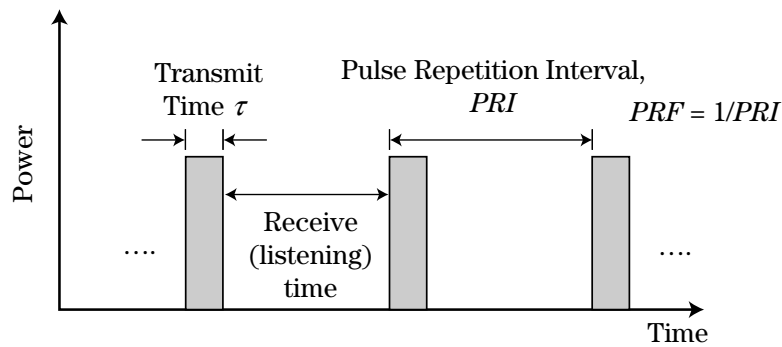 Transmit
Time τ
Pulse Repetition Interval,
PRI
PRF = 1/PRI
Power
Receive
(listening)
time
....
....
Time